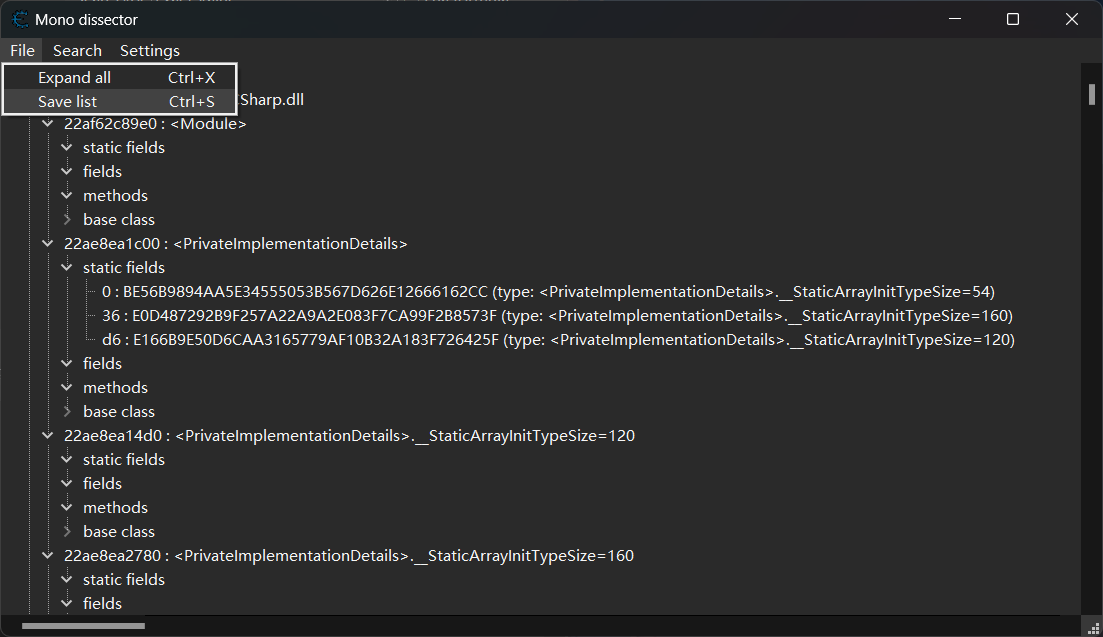 Mono dissector
File Search Settings
Expand all Ctrl+X
Save list Ctrl+S
Sharp.dll
22af62c89e0 : <Module>
static fields
fields
methods
base class
22ae8ea1c00 : <PrivateImplementationDetails>
static fields
0 : BE56B9894AA5E34555053B567D626E12666162CC (type: <PrivateImplementationDetails>.__StaticArrayInitTypeSize=54)
36 : E0D487292B9F257A22A9A2E083F7CA99F2B8573F (type: <PrivateImplementationDetails>.__StaticArrayInitTypeSize=160)
d6 : E166B9E50D6CAA3165779AF10B32A183F726425F (type: <PrivateImplementationDetails>.__StaticArrayInitTypeSize=120)
fields
methods
base class
22ae8ea14d0 : <PrivateImplementationDetails>.__StaticArrayInitTypeSize=120
static fields
fields
methods
base class
22ae8ea2780 : <PrivateImplementationDetails>.__StaticArrayInitTypeSize=160
static fields
fields